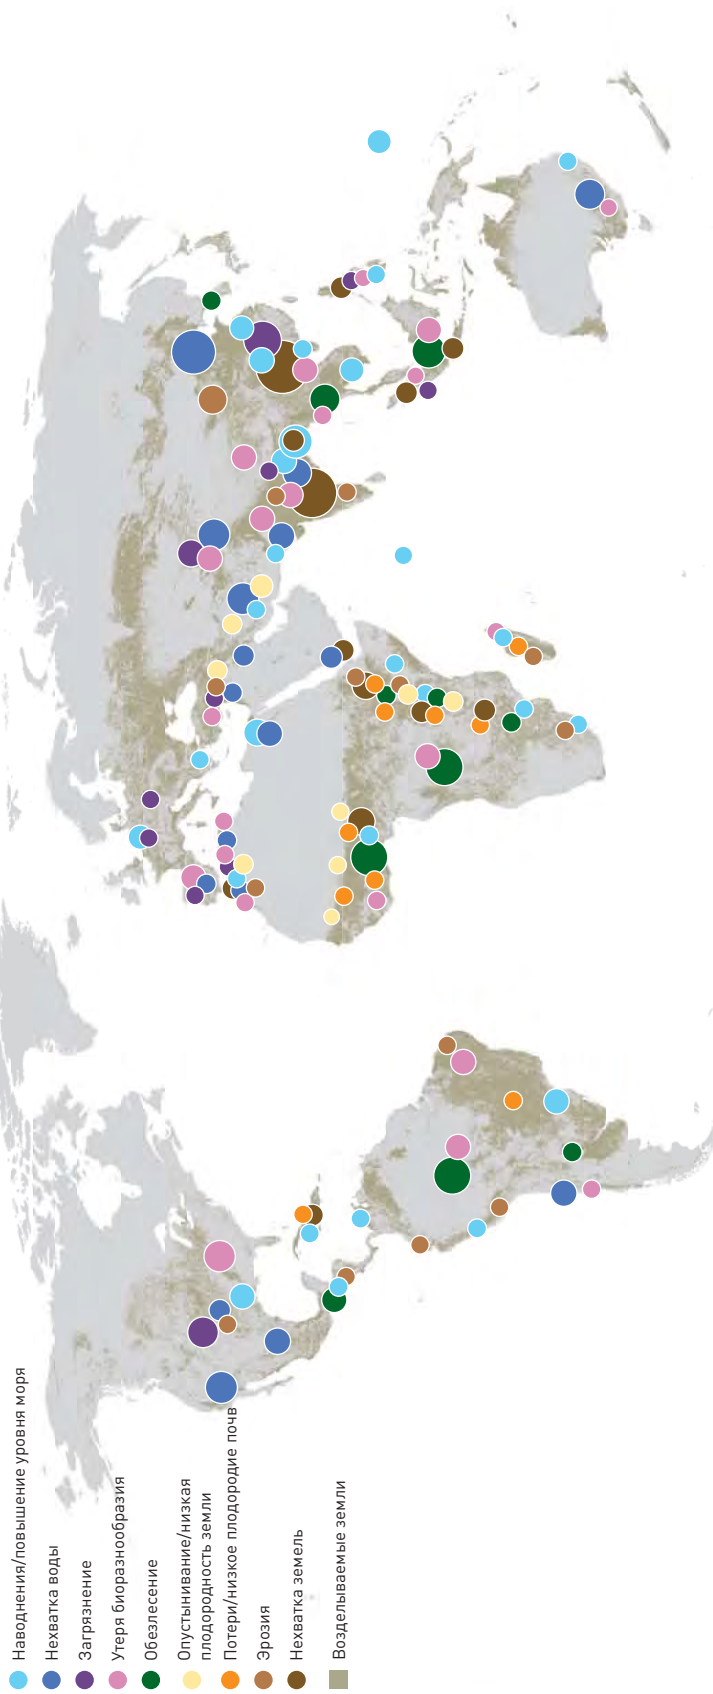 Наводнения/повышение уровня моря
Нехватка воды
Загрязнение
Утеря биоразнообразия
Обезлесение
Опустынивание/низкая
плодородность земли
Потери/низкое плодородие почв
Эрозия
Нехватка земель
Возделываемые земли